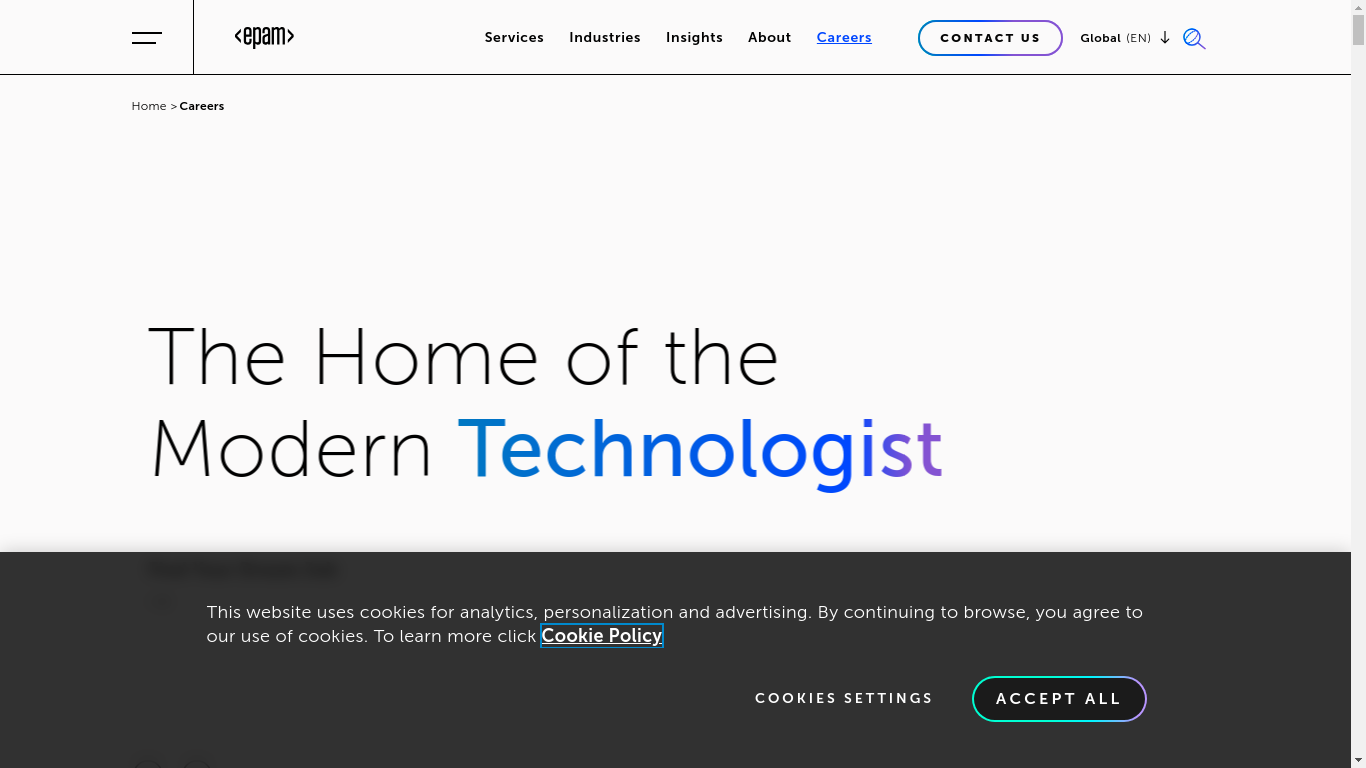 <epam>
Services
Industries
Insights
About
Careers
CONTACT US
Global (EN)
Home > Careers
The Home of the
Modern Technologist
This website uses cookies for analytics, personalization and advertising. By continuing to browse, you agree to
our use of cookies. To learn more click Cookie Policy
COOKIES SETTINGS
ACCEPT ALL